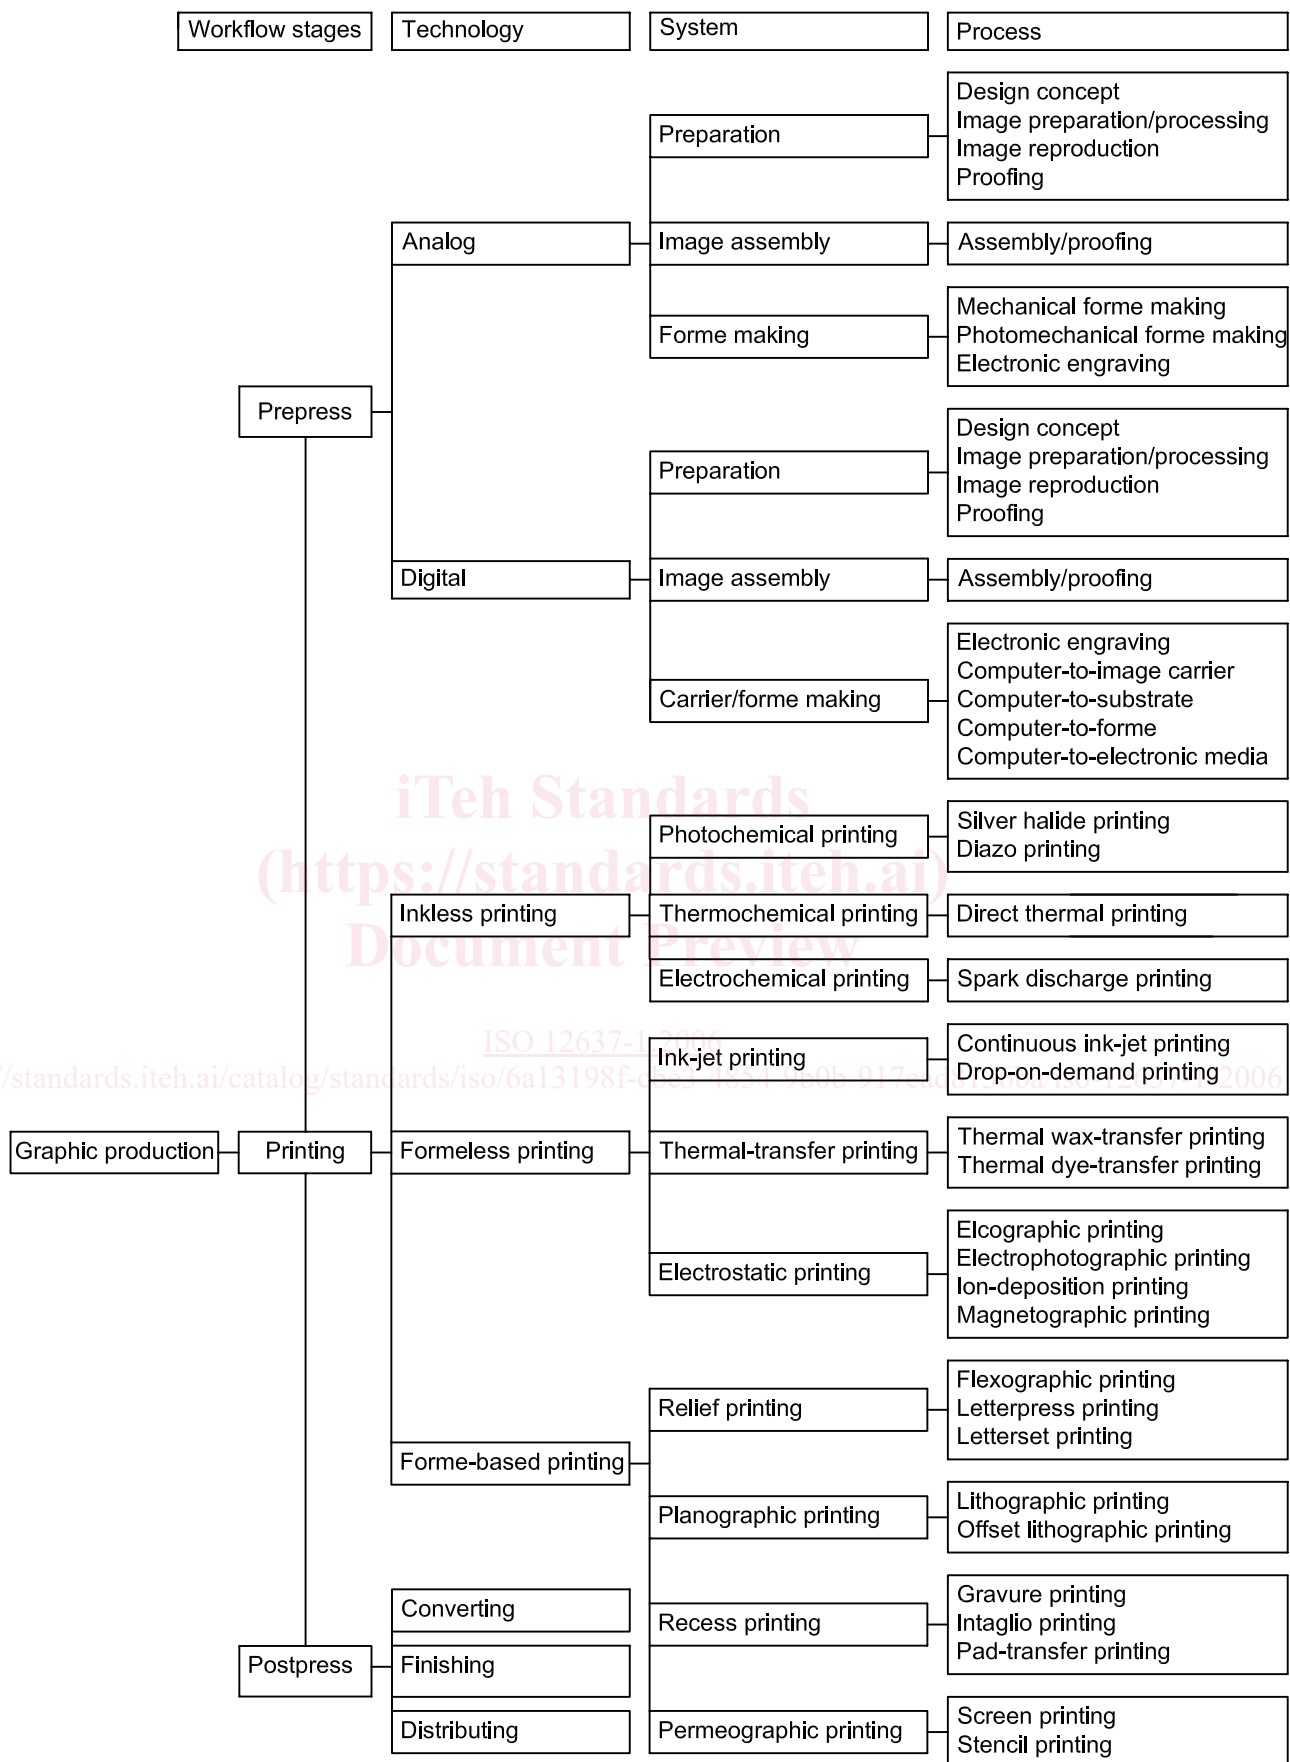 Workflow stages
Technology
System
Process
Design concept
Image preparation/processing
Image reproduction
Proofing
Preparation
Analog
Image assembly
Assembly/proofing
Mechanical forme making
Photomechanical forme making
Electronic engraving
Forme making
Prepress
Design concept
Image preparation/processing
Image reproduction
Proofing
Preparation
Digital
Image assembly
Assembly/proofing
Electronic engraving
Computer-to-image carrier
Computer-to-substrate
Computer-to-forme
Computer-to-electronic media
Carrier/forme making
iTeh Standards
(https://standards.iteh.ai)
Document Preview
Photochemical printing
Silver halide printing
Diazo printing
Inkless printing
Thermochemical printing
Direct thermal printing
Electrochemical printing
Spark discharge printing
ISO 12637-1:2006
Ink-jet printing
Continuous ink-jet printing
Drop-on-demand printing
Graphic production
Printing
Formeless printing
Thermal-transfer printing
Thermal wax-transfer printing
Thermal dye-transfer printing
Electrostatic printing
Elcographic printing
Electrophotographic printing
Ion-deposition printing
Magnetographic printing
Relief printing
Flexographic printing
Letterpress printing
Letterset printing
Forme-based printing
Planographic printing
Lithographic printing
Offset lithographic printing
Converting
Recess printing
Gravure printing
Intaglio printing
Pad-transfer printing
Postpress
Finishing
Distributing
Permeographic printing
Screen printing
Stencil printing